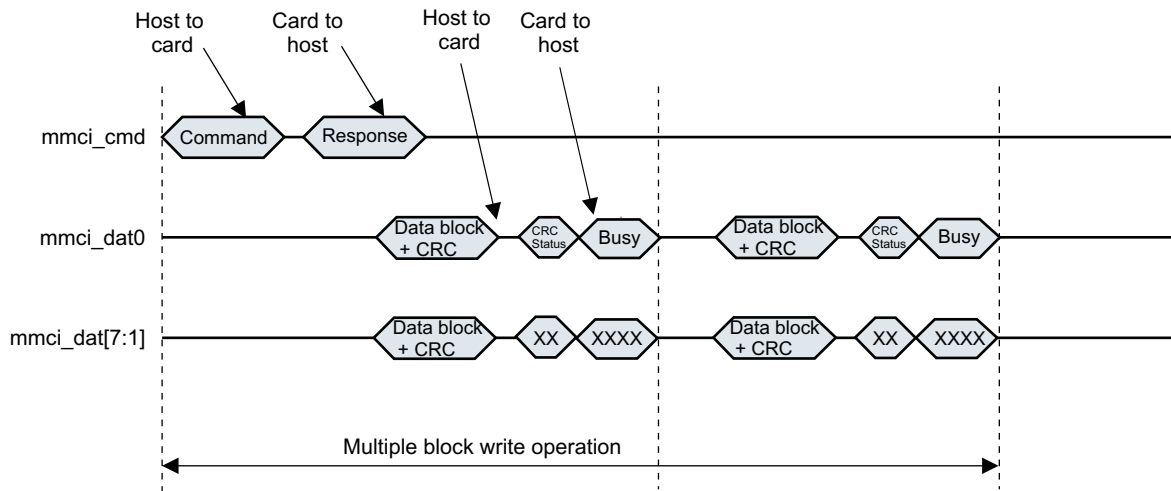 Host to
card
Card to
host
Host to
card
Card to
host
mmci_cmd
Command
Response
mmci_dat0
Data block
+ CRC
CRC
Status
Busy
Data block
+ CRC
CRC
Status
Busy
mmci_dat[7:1]
Data block
+ CRC
XX
XXXX
Data block
+ CRC
XX
XXXX
Multiple block write operation